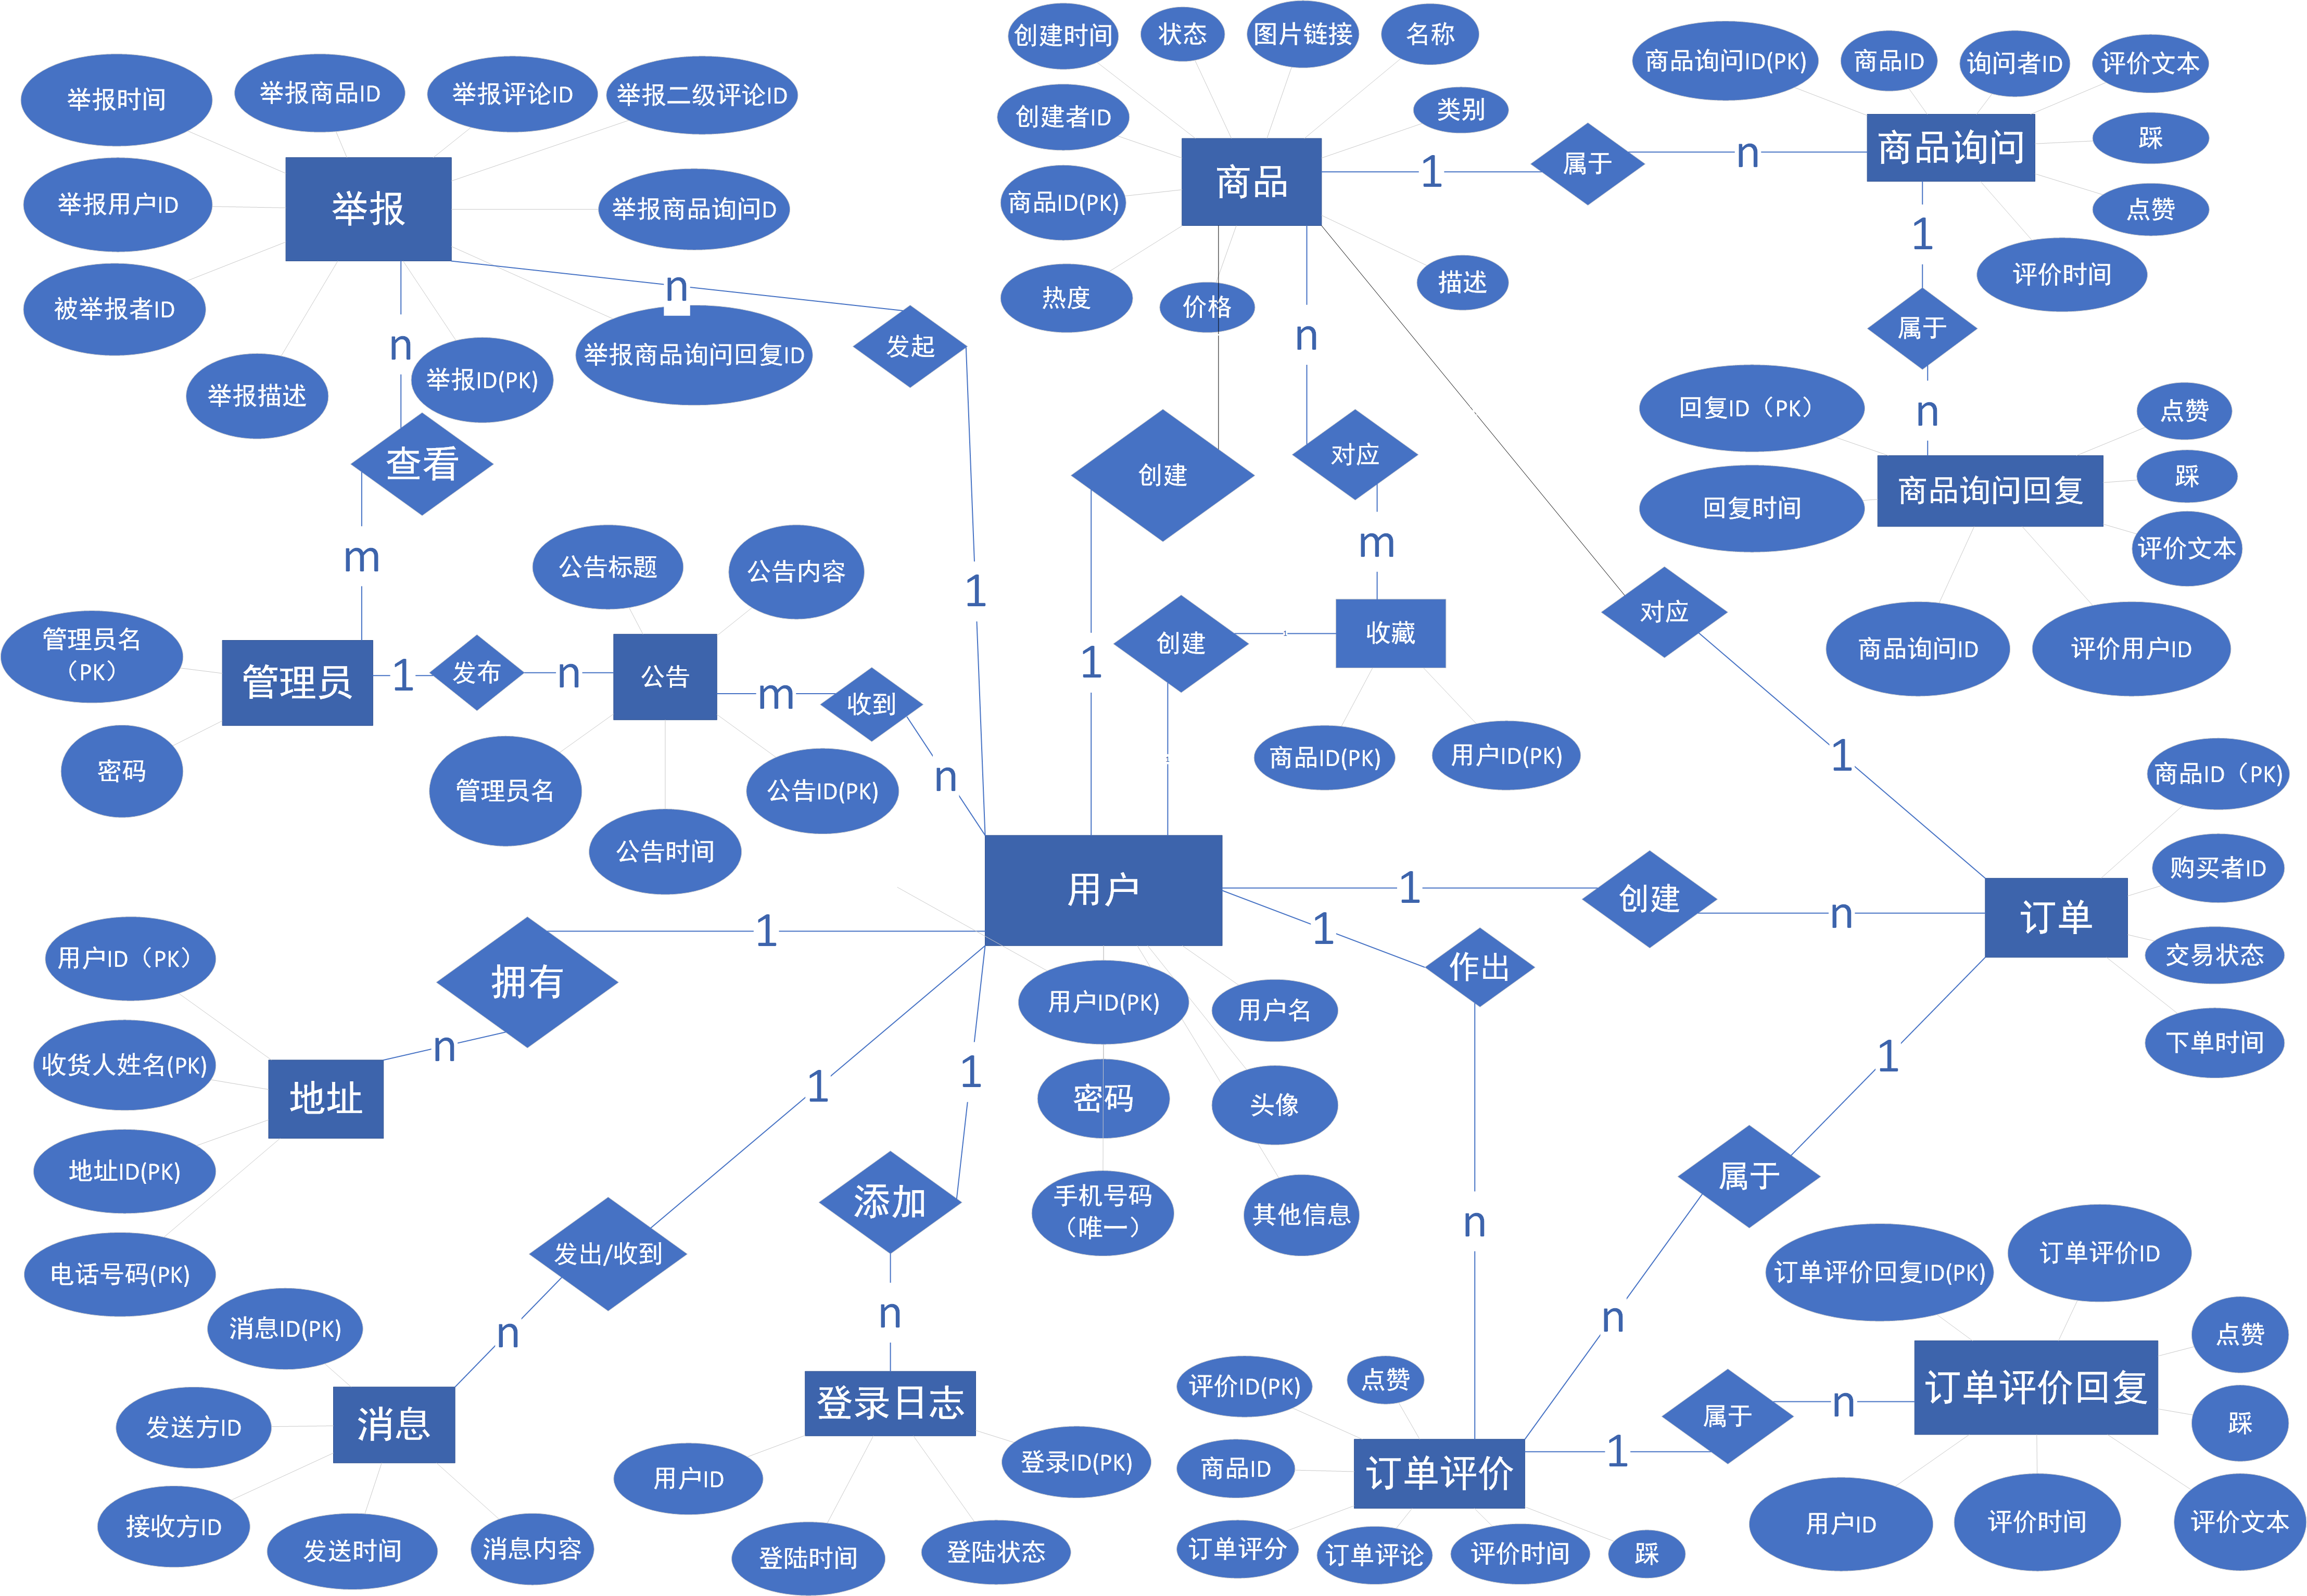 创建时间
状态
图片链接
名称
举报时间
举报商品ID
举报评论ID
举报二级评论ID
创建者ID
类别
商品询问ID(PK)
商品ID
询问者ID
评价文本
商品
1
属于
n
商品询问
踩
点赞
评价时间
举报
举报用户ID
举报商品询问D
被举报者ID
举报描述
举报ID(PK)
举报商品询问回复ID
商品ID(PK)
热度
价格
描述
n
发起
1
n
查看
m
n
对应
m
创建
1
1
属于
n
回复ID（PK）
回复时间
商品询问回复
点赞
踩
评价文本
商品询问ID
评价用户ID
对应
1
管理员名
（PK）
密码
管理员
1
发布
n
公告
公告标题
公告内容
管理员名
公告时间
公告ID(PK)
m
收到
n
创建
1
1
收藏
商品ID(PK)
用户ID(PK)
用户
1
创建
n
订单
商品ID（PK)
购买者ID
交易状态
下单时间
1
作出
n
1
属于
n
用户ID(PK)
用户名
密码
头像
手机号码
（唯一）
其他信息
1
拥有
n
地址
用户ID（PK）
收货人姓名(PK)
地址ID(PK)
电话号码(PK)
1
发出/收到
n
消息
消息ID(PK)
发送方ID
接收方ID
发送时间
消息内容
1
添加
n
登录日志
用户ID
登陆时间
登陆状态
登录ID(PK)
评价ID(PK)
点赞
商品ID
订单评价
订单评分
订单评论
评价时间
踩
1
属于
n
订单评价回复
订单评价回复ID(PK)
订单评价ID
点赞
踩
用户ID
评价时间
评价文本